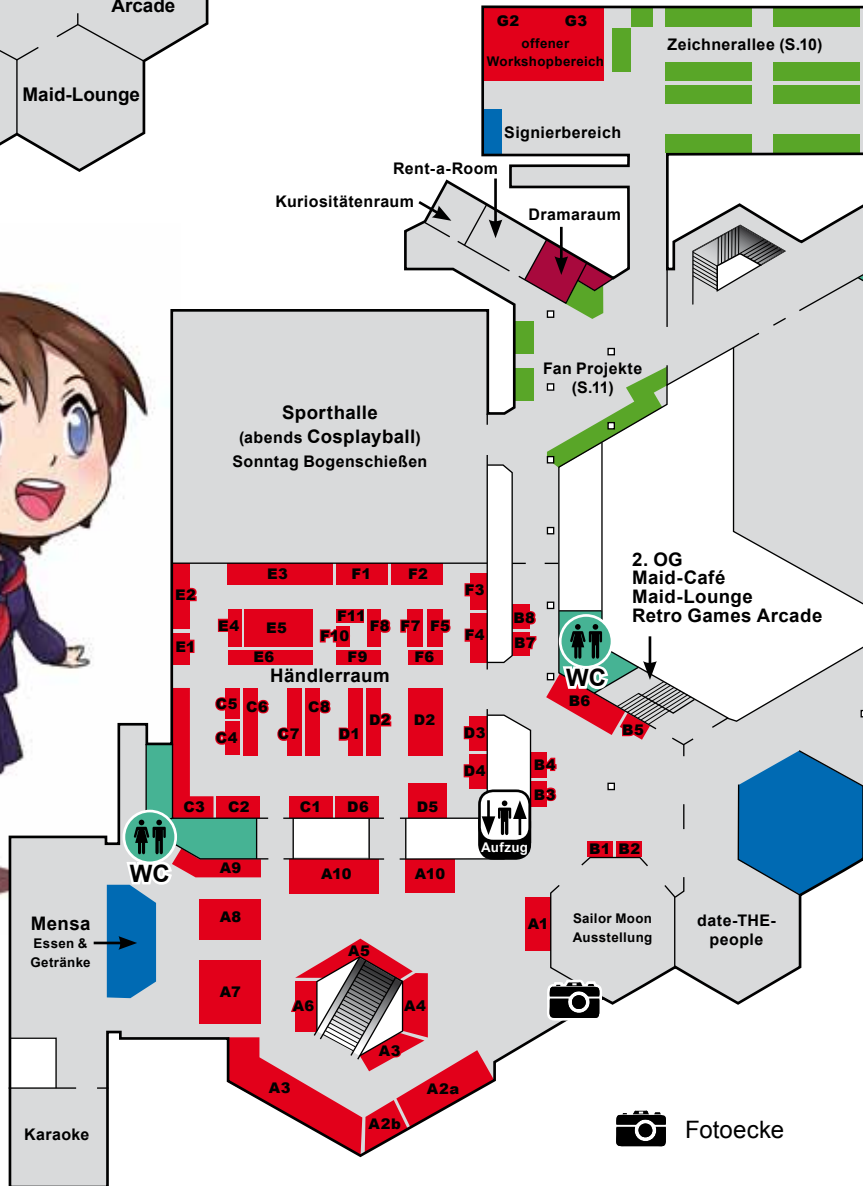 Arcade
Maid-Lounge
G2 G3
offener
Workshopbereich
Zeichnerallee (S.10)
Signierbereich
Rent-a-Room
Kuriositätenraum
Dramaraum
Fan Projekte
(S.11)
Sporthalle
(abends Cosplayball)
Sonntag Bogenschießen
2. OG
Maid-Café
Maid-Lounge
Retro Games Arcade
E3 F1 F2
E2
F3
E4 E5 F11 F8 F7 F5 B8
F10
E1 F4 B7
E6 F9 F6
WC
Händlerraum
B6
C5 C6 C8 D2 D2
C4 C7 D1 D3 B5
D4 B4
B3
C3 C2 C1 D6 D5
Aufzug
WC
B1 B2
A9 A10 A10
Mensa
Essen &
Getränke
A8
A1
Sailor Moon
Ausstellung
date-THE-
people
A5
A7 A6 A4
A3
A3 A2a
A2b
Karaoke
Fotoecke